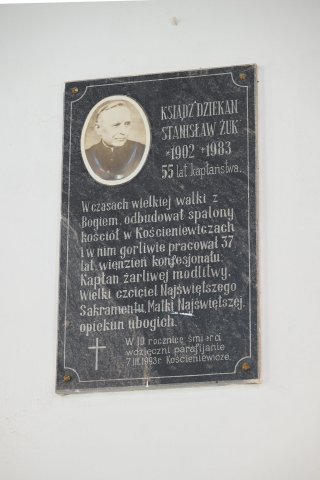 KSIĄDZ DZIEKAN
STANISŁAW ŻUK
*1902 +1983
55 lat kapłaństwa.
W czasach wielkiej walki z
Bogiem, odbudował spalony
kościół w Kościeniewiczach
i w nim gorliwie pracował 37
lat, więzień konfesjonału:
Kapłan żarliwej modlitwy.
Wielki czciciel Najświętszego
Sakramentu, Matki Najświętszej,
opiekun ubogich.
W 10 rocznicę śmierci
wdzięczni parafijanie
7.III.1993r Kościeniewicze.